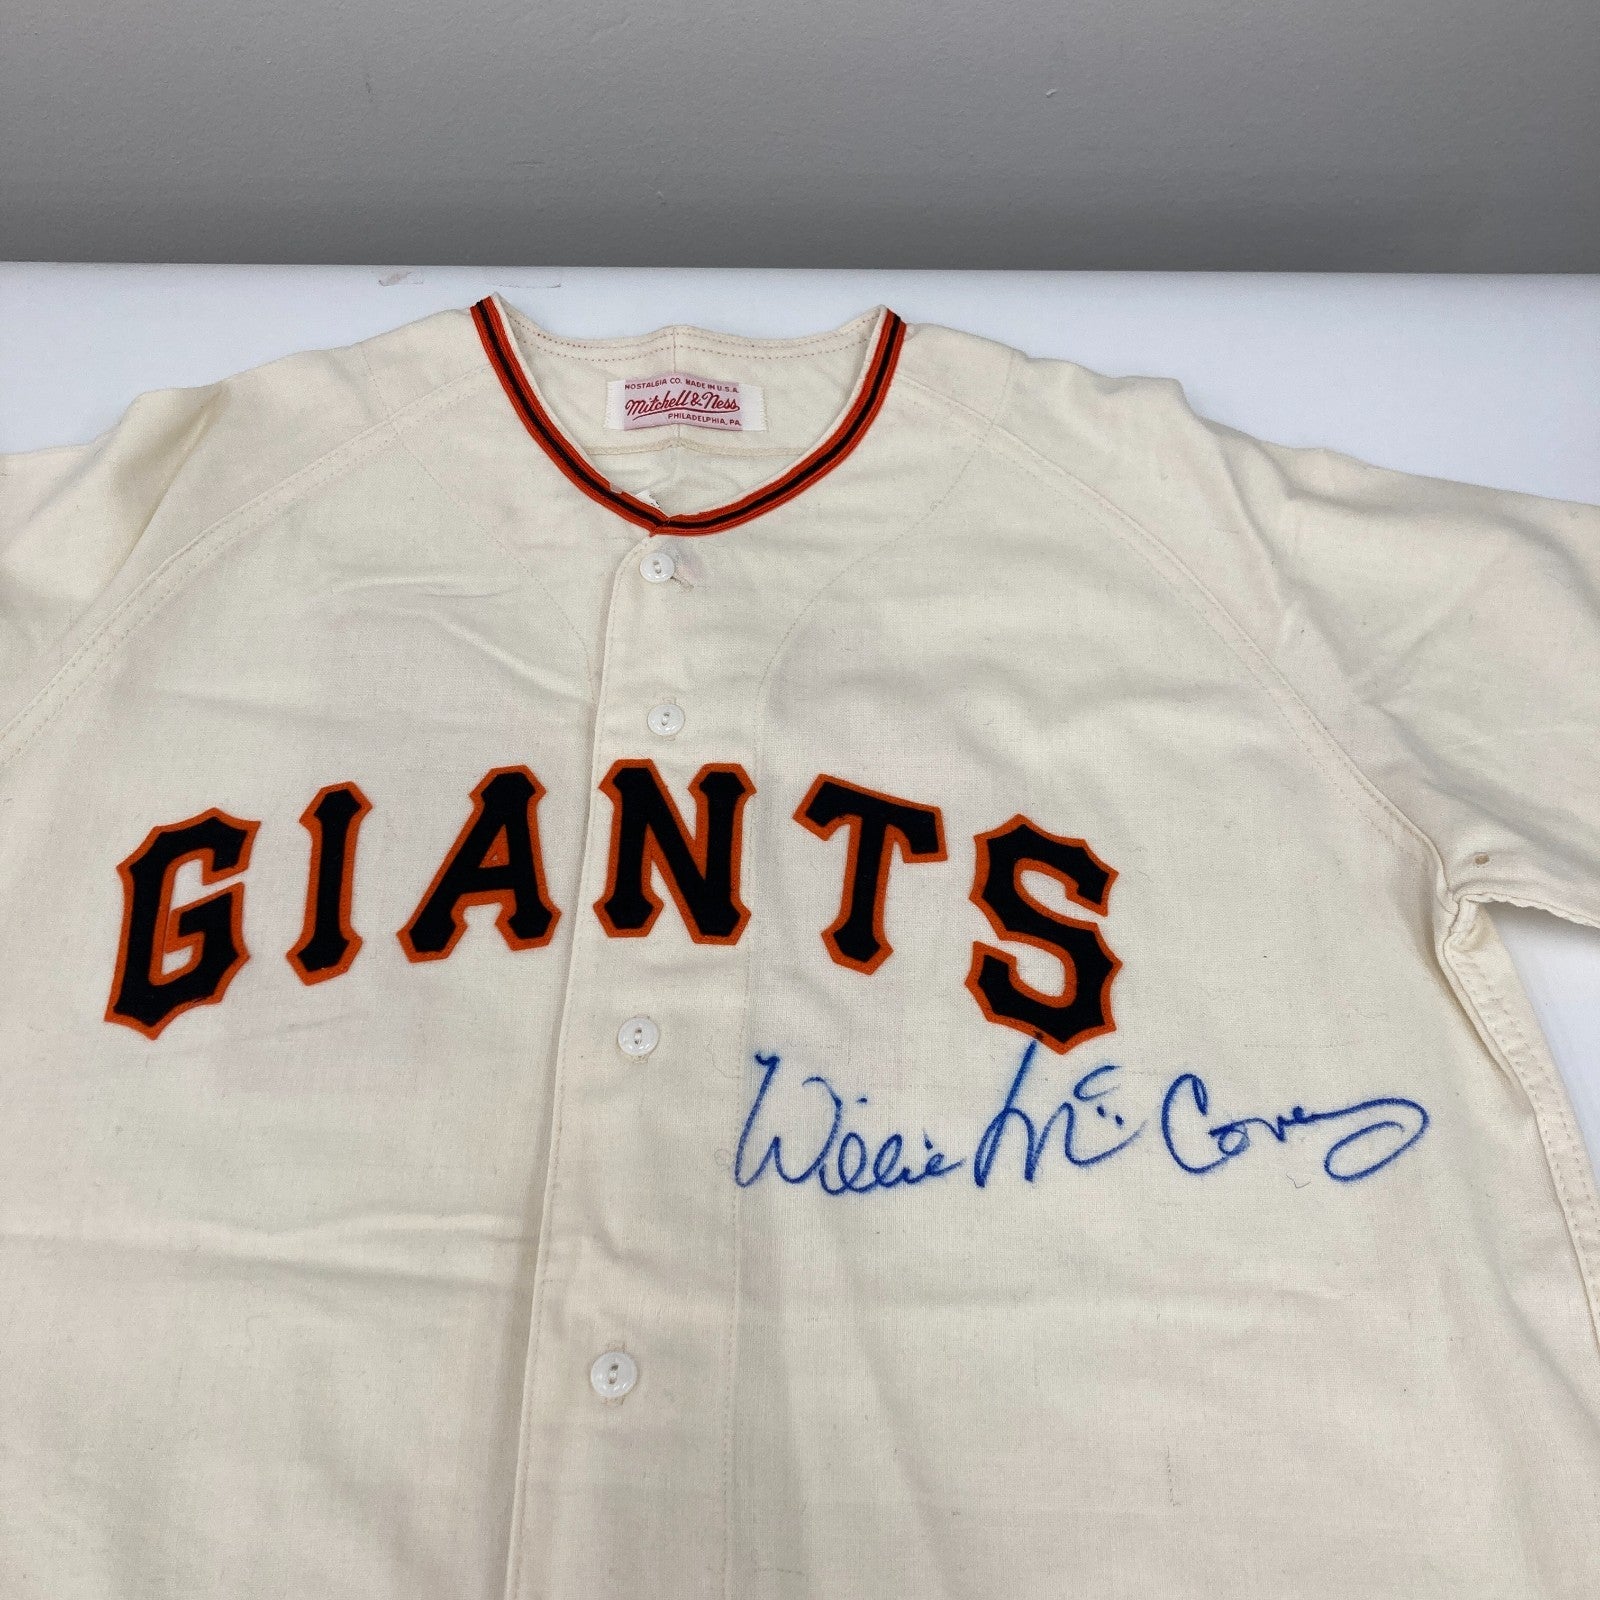 NOSTALGIA CO. MADE IN U.S.A.
Mitchell & Ness
PHILADELPHIA, PA.
GIANTS
Willie McCovey